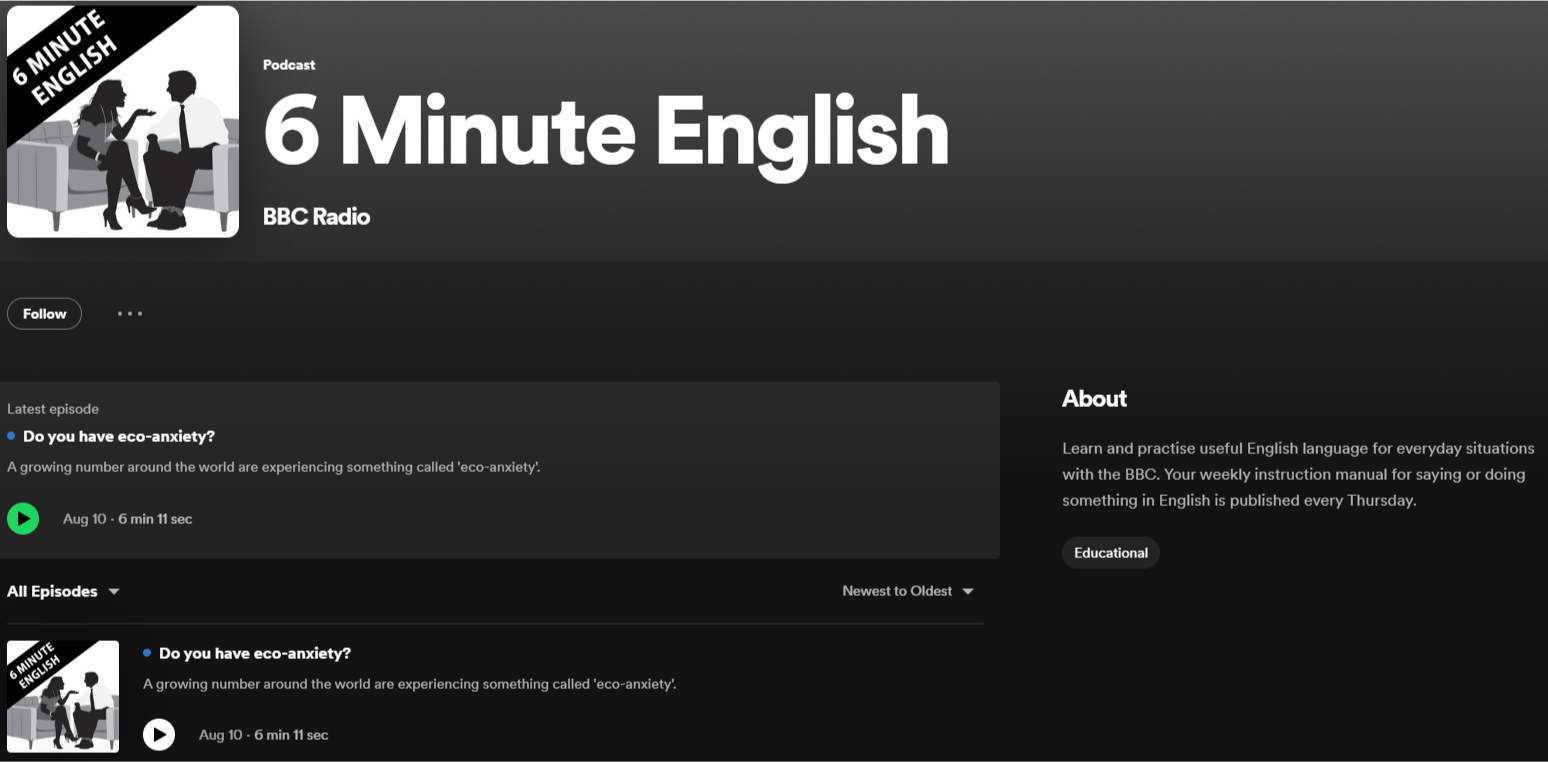 6 MINUTE
ENGLISH
Podcast
6 Minute English
BBC Radio
Follow
Latest episode
Do you have eco-anxiety?
A growing number around the world are experiencing something called 'eco-anxiety'.
Aug 10 · 6 min 11 sec
About
Learn and practise useful English language for everyday situations
with the BBC. Your weekly instruction manual for saying or doing
something in English is published every Thursday.
Educational
All Episodes
Newest to Oldest
6 MINUTE
ENGLISH
Do you have eco-anxiety?
A growing number around the world are experiencing something called 'eco-anxiety'.
Aug 10 · 6 min 11 sec